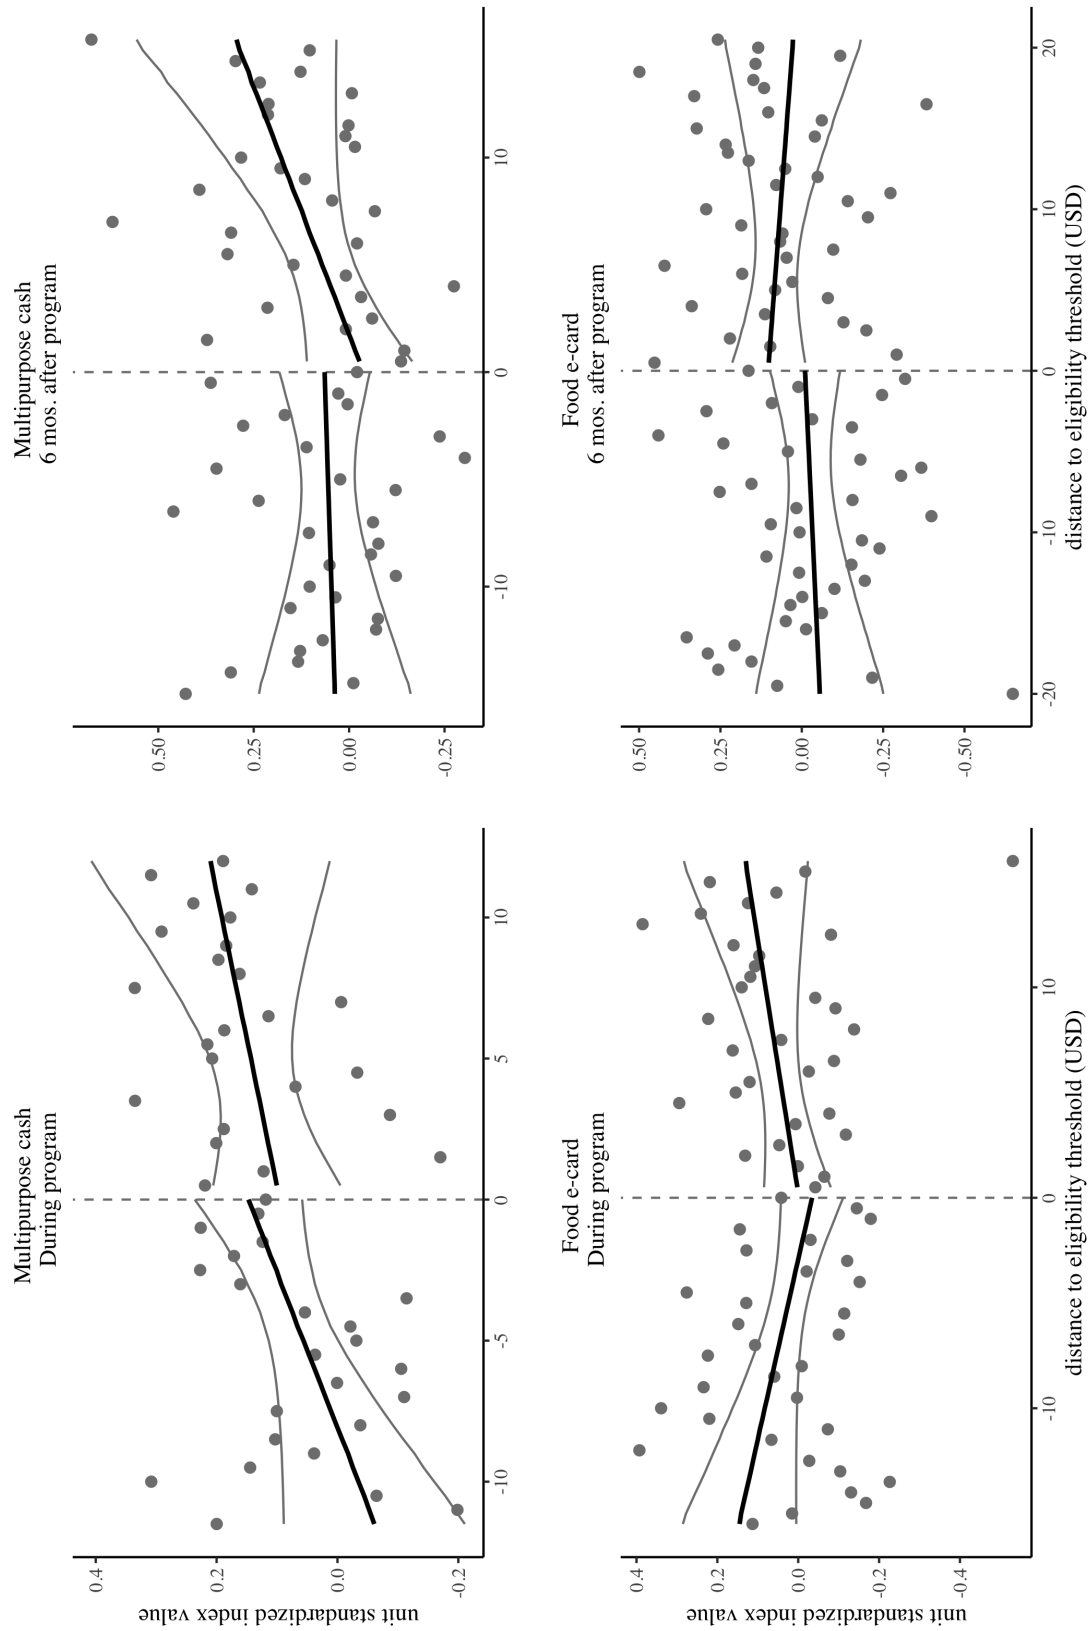 Multipurpose cash
During program
unit standardized index value
0.4
0.2
0.0
-0.2
-10 -5 0 5 10
Multipurpose cash
6 mos. after program
0.50
0.25
0.00
-0.25
-10 0 10
Food e-card
During program
unit standardized index value
0.4
0.2
0.0
-0.2
-0.4
-10 0 10
distance to eligibility threshold (USD)
Food e-card
6 mos. after program
0.50
0.25
0.00
-0.25
-0.50
-20 -10 0 10 20
distance to eligibility threshold (USD)